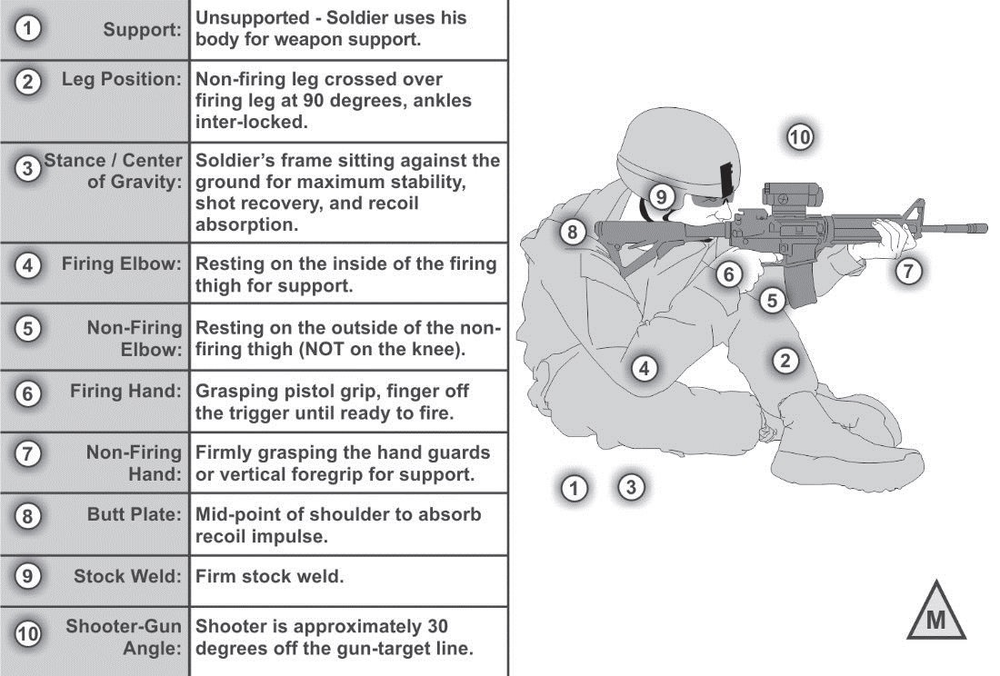 1 Support: Unsupported - Soldier uses his
body for weapon support.
2 Leg Position: Non-firing leg crossed over
firing leg at 90 degrees, ankles
inter-locked.
3 Stance / Center
of Gravity:
Soldier's frame sitting against the
ground for maximum stability,
shot recovery, and recoil
absorption.
4 Firing Elbow: Resting on the inside of the firing
thigh for support.
5 Non-Firing
Elbow:
Resting on the outside of the non-
firing thigh (NOT on the knee).
6 Firing Hand: Grasping pistol grip, finger off
the trigger until ready to fire.
7 Non-Firing
Hand:
Firmly grasping the hand guards
or vertical foregrip for support.
8 Butt Plate: Mid-point of shoulder to absorb
recoil impulse.
9 Stock Weld: Firm stock weld.
10 Shooter-Gun
Angle:
Shooter is approximately 30
degrees off the gun-target line.
10
9
8
6
7
5
4
2
1
3
M